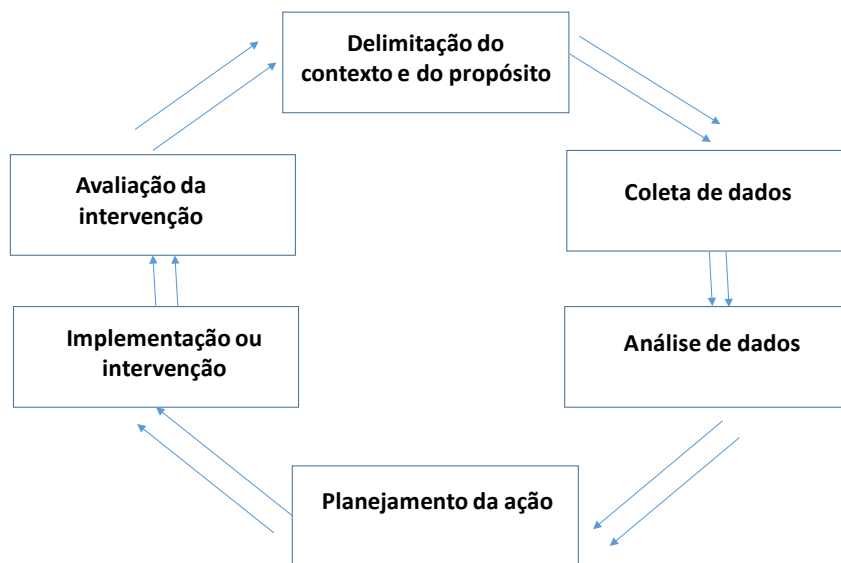 Delimitação do
contexto e do propósito
Coleta de dados
Análise de dados
Planejamento da ação
Implementação ou
intervenção
Avaliação da
intervenção